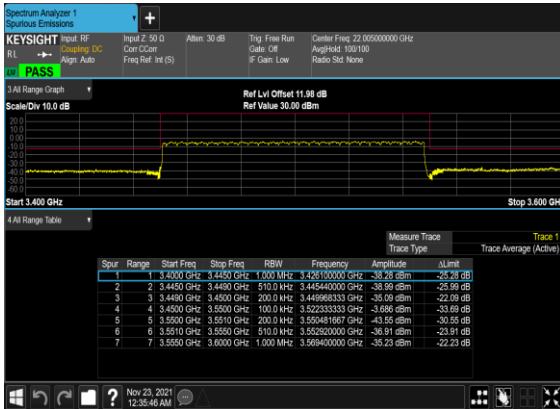 Spectrum Analyzer 1
Spurious Emissions
KEYSIGHT Input: RF Input Z: 50 Ω Atten: 30 dB Trig: Free Run Center Freq: 22.005000000 GHz
RL Coupling: DC Corr CCorr Gate: Off Avg|Hold: 100/100
Align: Auto Freq Ref: Int (S) IF Gain: Low Radio Std: None
PASS
3 All Range Graph Ref Lvl Offset 11.98 dB
Scale/Div 10.0 dB Ref Value 30.00 dBm
20.0
10.0
0.00
-10.0
-20.0
-30.0
-40.0
-50.0
-60.0
Start 3.400 GHz Stop 3.600 GH
4 All Range Table
Measure Trace Trace 1
Trace Type Trace Average (Active)
Spur Range Start Freq Stop Freq RBW Frequency Amplitude ΔLimit
1 1 3.4000 GHz 3.4450 GHz 1.000 MHz 3.426100000 GHz -38.28 dBm -25.28 dB
2 2 3.4450 GHz 3.4490 GHz 510.0 kHz 3.445440000 GHz -38.99 dBm -25.99 dB
3 3 3.4490 GHz 3.4500 GHz 200.0 kHz 3.449968333 GHz -35.09 dBm -22.09 dB
4 4 3.4500 GHz 3.5500 GHz 100.0 kHz 3.522333333 GHz -3.686 dBm -33.69 dB
5 5 3.5500 GHz 3.5510 GHz 200.0 kHz 3.550481667 GHz -43.55 dBm -30.55 dB
6 6 3.5510 GHz 3.5550 GHz 510.0 kHz 3.552920000 GHz -36.91 dBm -23.91 dB
7 7 3.5550 GHz 3.6000 GHz 1.000 MHz 3.569400000 GHz -35.23 dBm -22.23 dB
Nov 23, 2021
12:35:46 AM